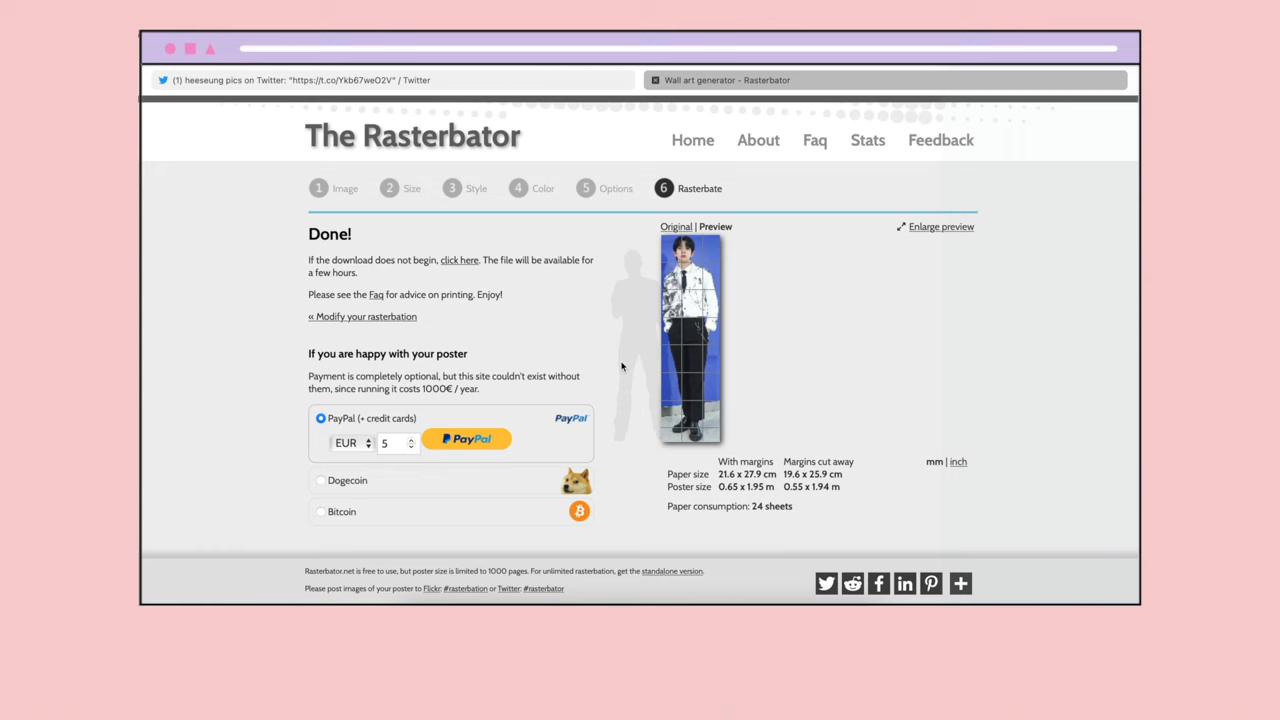 (1) heeseung pics on Twitter: "https://t.co/Ykb67weO2V" / Twitter
Wall art generator - Rasterbator
The Rasterbator
Home About Faq Stats Feedback
1 Image 2 Size 3 Style 4 Color 5 Options 6 Rasterbate
Done!
If the download does not begin, click here. The file will be available for
a few hours.
Please see the Faq for advice on printing. Enjoy!
« Modify your rasterbation
If you are happy with your poster
Payment is completely optional, but this site couldn't exist without
them, since running it costs 1000€ / year.
PayPal (+ credit cards) PayPal
EUR 5 PayPal
Dogecoin
Bitcoin
Original | Preview
Enlarge preview
With margins Margins cut away mm | inch
Paper size 21.6 x 27.9 cm 19.6 x 25.9 cm
Poster size 0.65 x 1.95 m 0.55 x 1.94 m
Paper consumption: 24 sheets
Rasterbator.net is free to use, but poster size is limited to 1000 pages. For unlimited rasterbation, get the standalone version.
Please post images of your poster to Flickr: #rasterbation or Twitter: #rasterbator